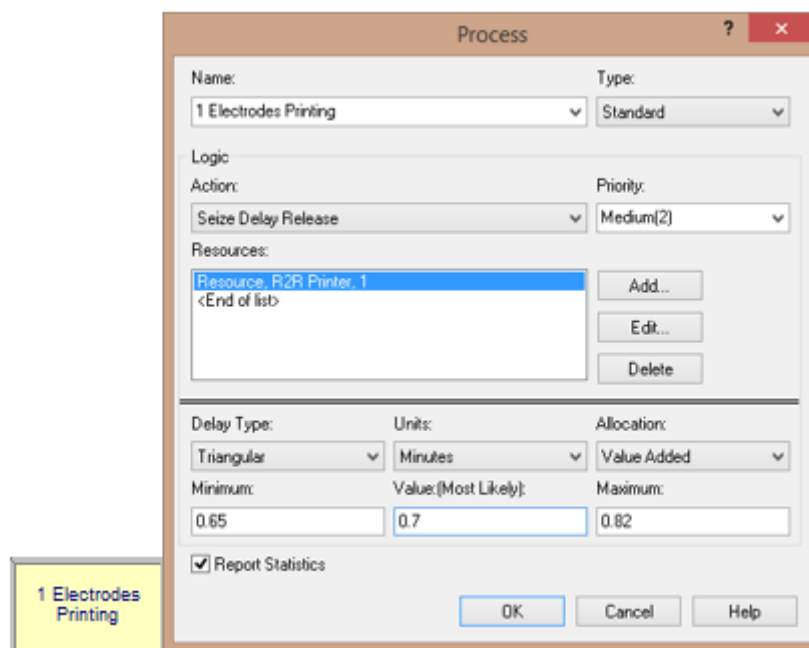 Process
?
Name:
Type:
1 Electrodes Printing
Standard
Logic
Action:
Priority:
Seize Delay Release
Medium(2)
Resources:
Resource, R2R Printer, 1
<End of list>
Add...
Edit...
Delete
Delay Type:
Units:
Allocation:
Triangular
Minutes
Value Added
Minimum:
Value:(Most Likely):
Maximum:
0.65
0.7
0.82
Report Statistics
1 Electrodes
Printing
OK
Cancel
Help